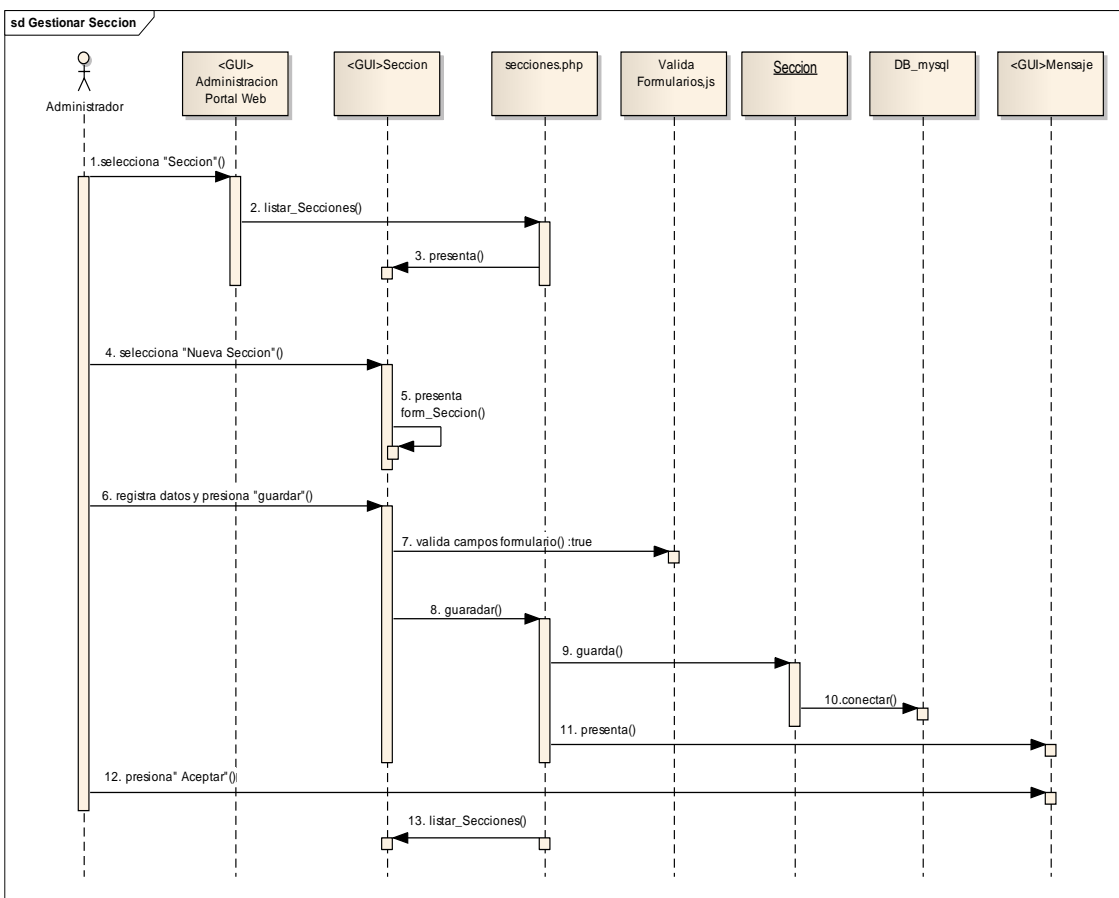 sd Gestionar Seccion
Administrador
<GUI>
Administracion
Portal Web
<GUI>Seccion
secciones.php
Valida
Formularios,js
Seccion
DB_mysql
<GUI>Mensaje
1.selecciona "Seccion"()
2. listar_Secciones()
3. presenta()
4. selecciona "Nueva Seccion"()
5. presenta
form_Seccion()
6. registra datos y presiona "guardar"()
7. valida campos formulario() :true
8. guaradar()
9. guarda()
10.conectar()
11. presenta()
12. presiona" Aceptar"()
13. listar_Secciones()